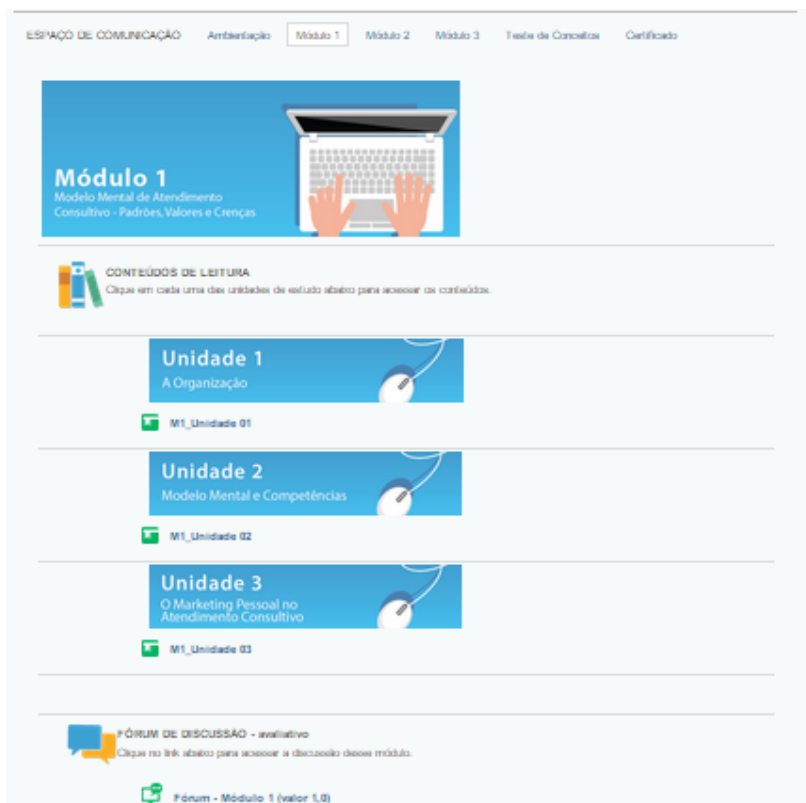 ESPAÇO DE COMUNICAÇÃO Ambientação Módulo 1 Módulo 2 Módulo 3 Teste de Conceitos Certificado
Módulo 1
Modelo Mental de Atendimento
Consultivo - Padrões, Valores e Crenças
CONTEÚDOS DE LEITURA
Clique em cada uma das unidades de estudo abaixo para acessar os conteúdos.
Unidade 1
A Organização
M1_Unidade 01
Unidade 2
Modelo Mental e Competências
M1_Unidade 02
Unidade 3
O Marketing Pessoal no
Atendimento Consultivo
M1_Unidade 03
FÓRUM DE DISCUSSÃO - avaliativo
Clique no link abaixo para acessar a discussão desse módulo.
Fórum - Módulo 1 (valor 1,0)